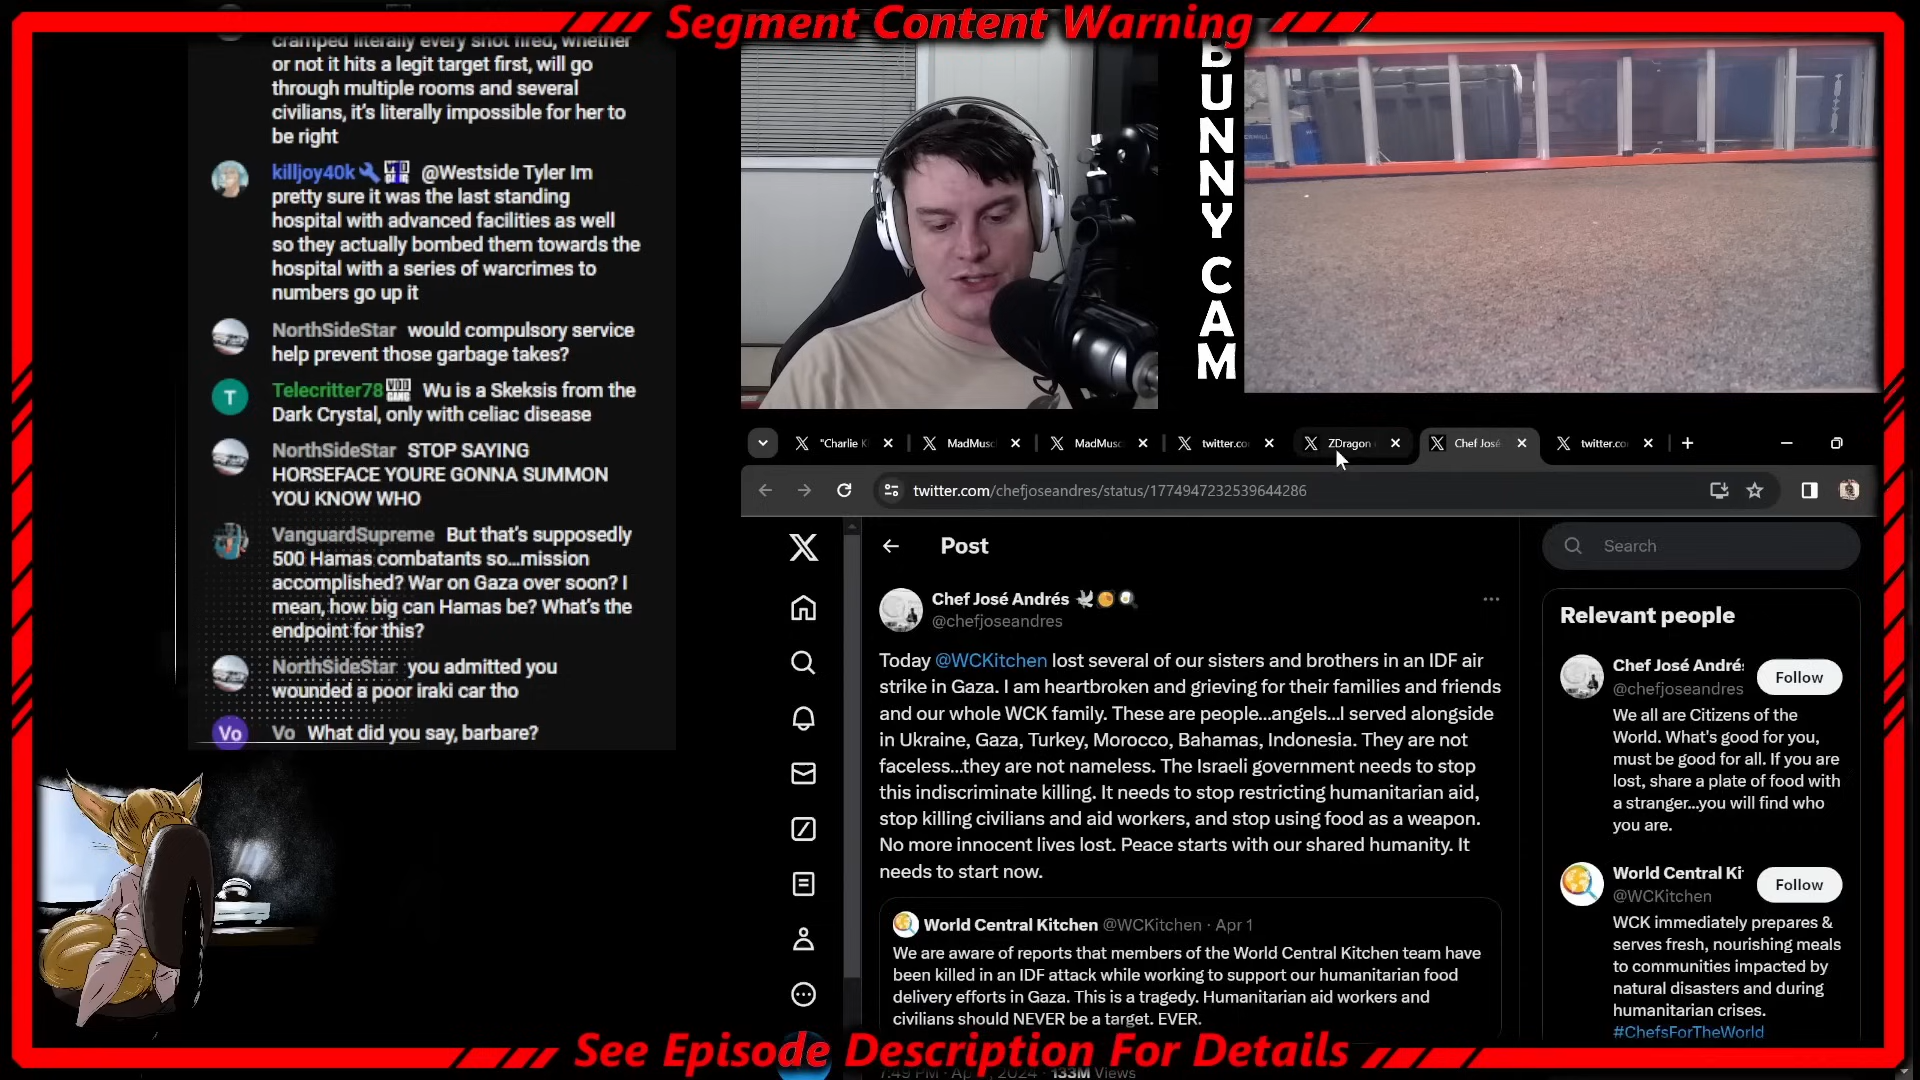 Segment Content Warning
cramped literally every shot fired, whether
or not it hits a legit target first, will go
through multiple rooms and several
civilians, it's literally impossible for her to
be right
killjoy40k @Westside Tyler Im
pretty sure it was the last standing
hospital with advanced facilities as well
so they actually bombed them towards the
hospital with a series of warcrimes to
numbers go up it
NorthSideStar would compulsory service
help prevent those garbage takes?
T
Telecritter78 Wu is a Skeksis from the
Dark Crystal, only with celiac disease
NorthSideStar STOP SAYING
HORSEFACE YOURE GONNA SUMMON
YOU KNOW WHO
VanguardSupreme But that's supposedly
500 Hamas combatants so...mission
accomplished? War on Gaza over soon? I
mean, how big can Hamas be? What's the
endpoint for this?
NorthSideStar you admitted you
wounded a poor iraki car tho
Vo
Vo What did you say, barbare?
BUNNY CAM
"Charlie K
MadMusc
MadMusc
twitter.co
ZDragon
Chef José
twitter.co
twitter.com/chefjoseandres/status/1774947232539644286
Post
Chef José Andrés
@chefjoseandres
Today @WCKitchen lost several of our sisters and brothers in an IDF air
strike in Gaza. I am heartbroken and grieving for their families and friends
and our whole WCK family. These are people...angels...I served alongside
in Ukraine, Gaza, Turkey, Morocco, Bahamas, Indonesia. They are not
faceless...they are not nameless. The Israeli government needs to stop
this indiscriminate killing. It needs to stop restricting humanitarian aid,
stop killing civilians and aid workers, and stop using food as a weapon.
No more innocent lives lost. Peace starts with our shared humanity. It
needs to start now.
World Central Kitchen @WCKitchen · Apr 1
We are aware of reports that members of the World Central Kitchen team have
been killed in an IDF attack while working to support our humanitarian food
delivery efforts in Gaza. This is a tragedy. Humanitarian aid workers and
civilians should NEVER be a target. EVER.
133M Views
Search
Relevant people
Chef José André
@chefjoseandres
Follow
We all are Citizens of the
World. What's good for you,
must be good for all. If you are
lost, share a plate of food with
a stranger...you will find who
you are.
World Central Ki
@WCKitchen
Follow
WCK immediately prepares &
serves fresh, nourishing meals
to communities impacted by
natural disasters and during
humanitarian crises.
#ChefsForTheWorld
See Episode Description For Details